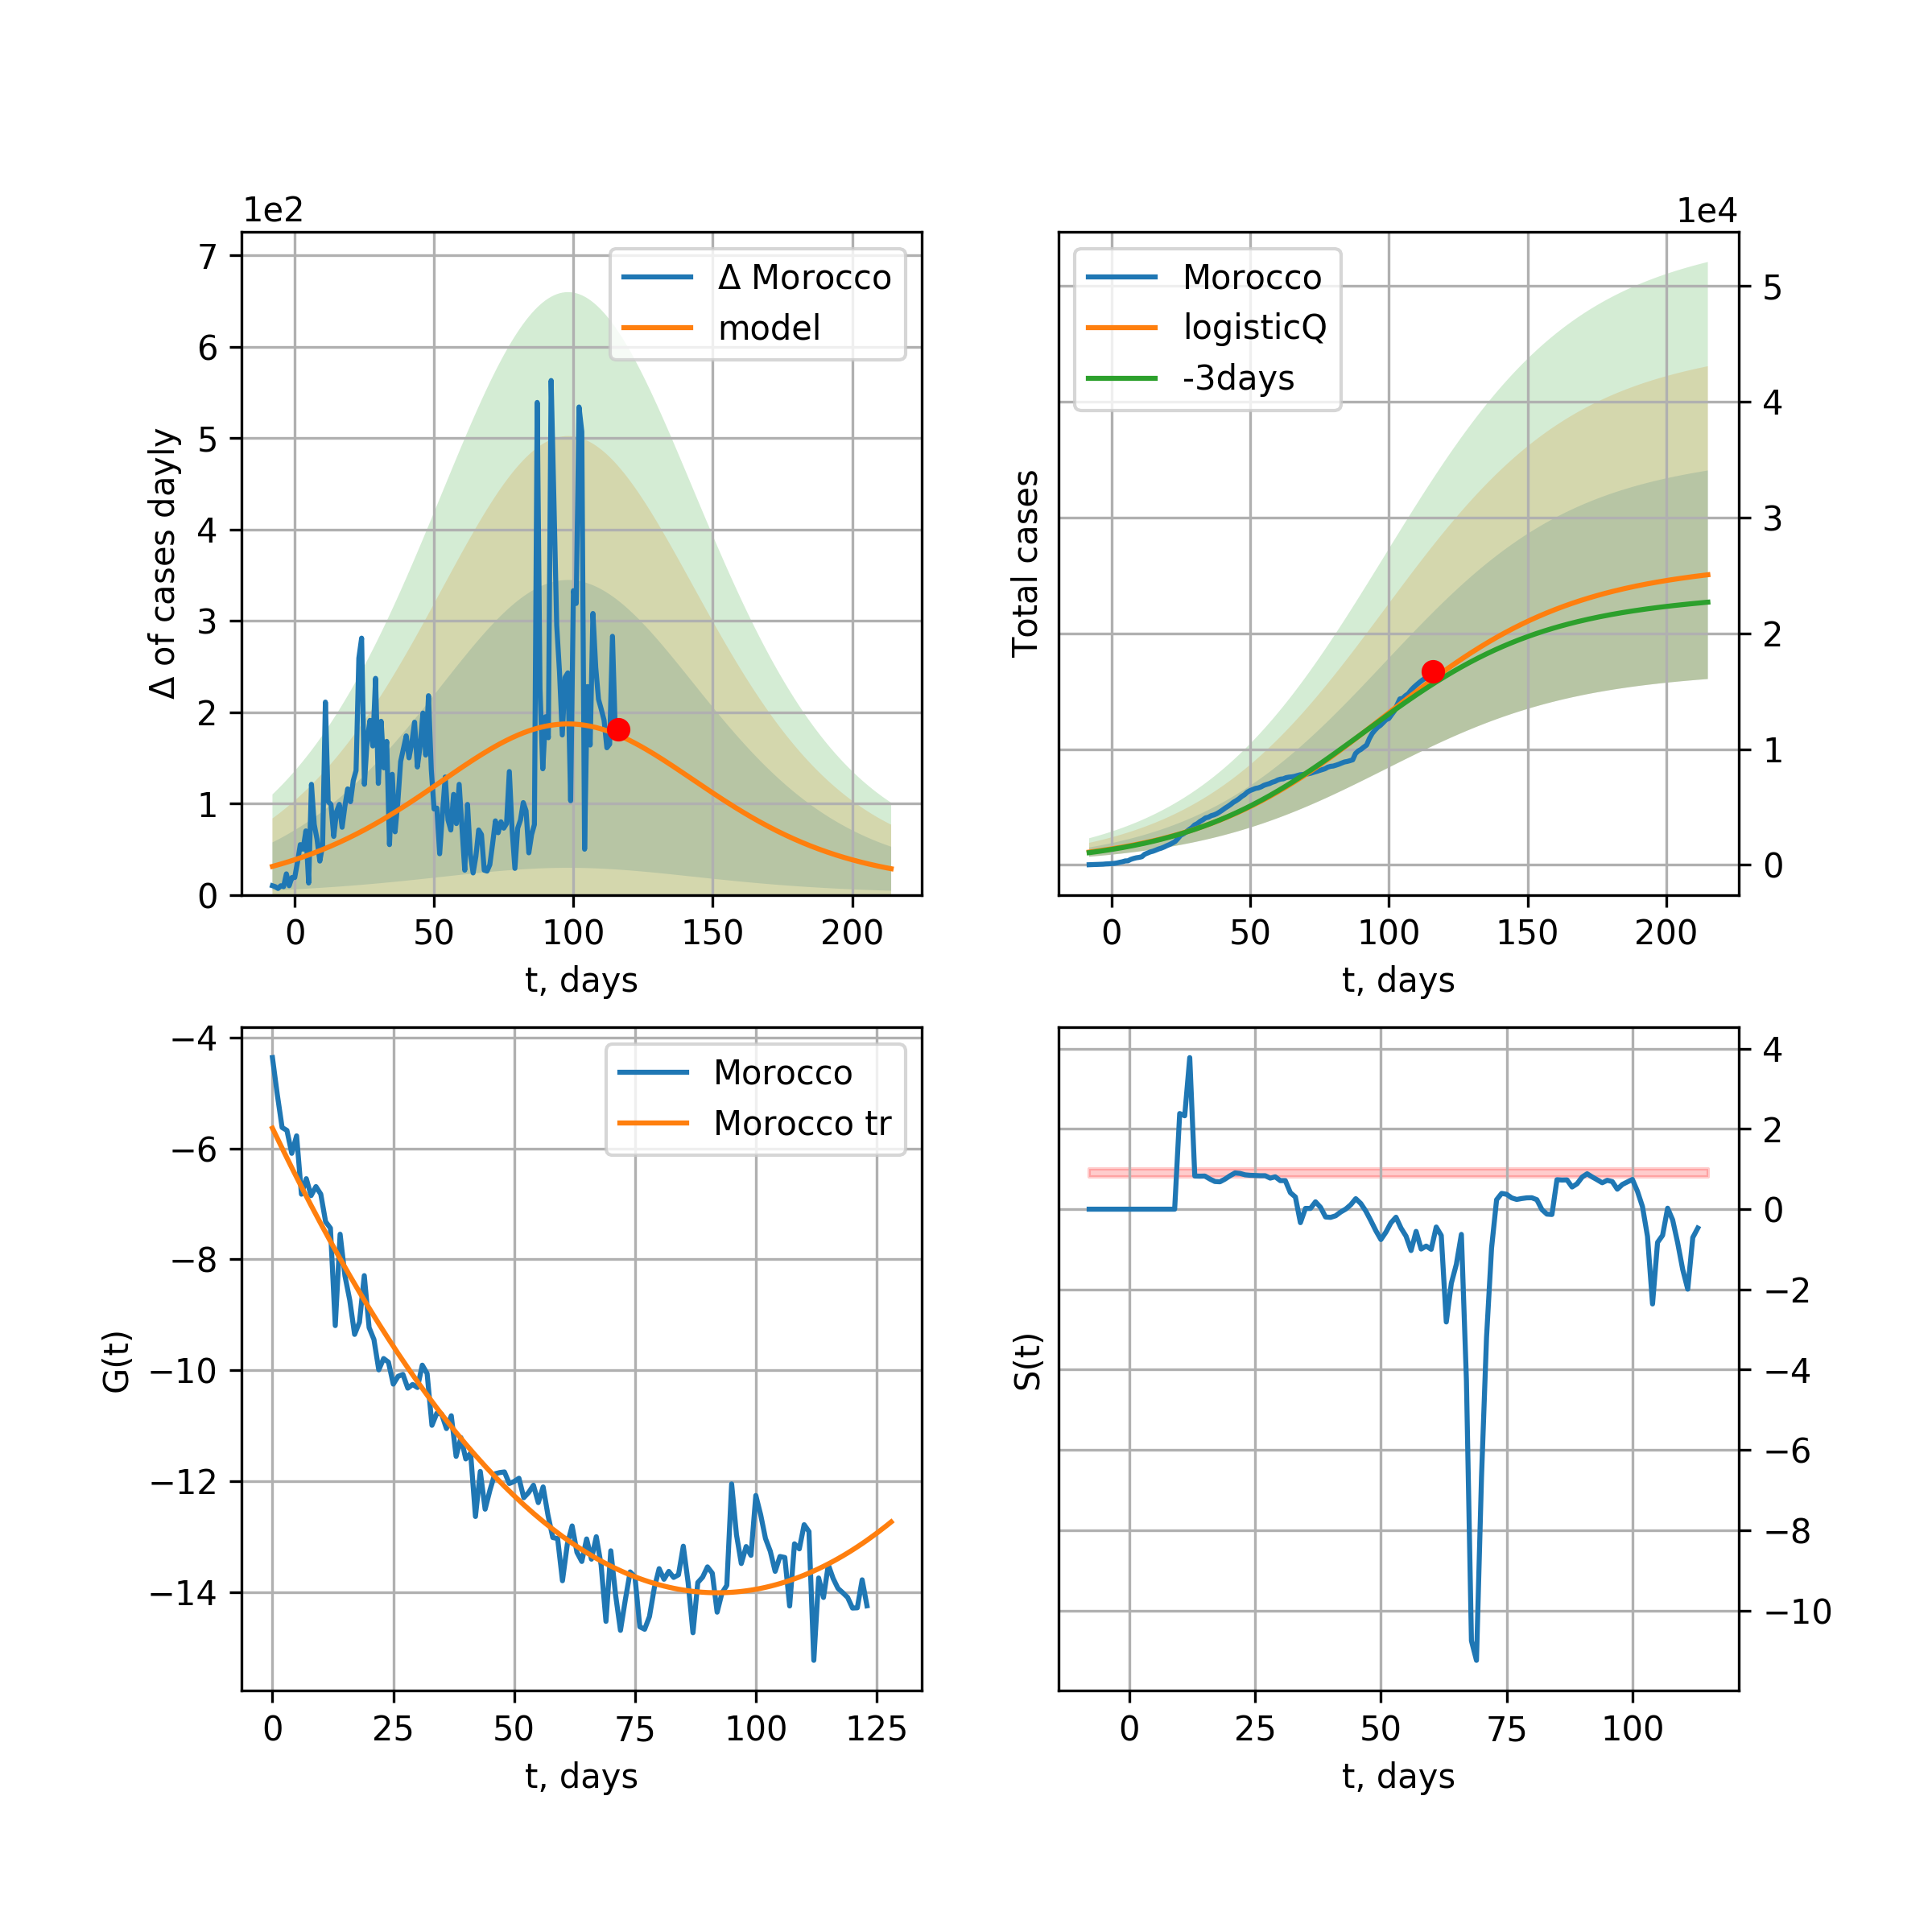 1e2
7
6
5
4
3
2
1
0
Δ of cases dayly
Δ Morocco
model
0 50 100 150 200
t, days
1e4
5
4
3
2
1
0
Total cases
Morocco
logisticQ
-3days
0 50 100 150 200
t, days
−4
−6
−8
−10
−12
−14
G(t)
Morocco
Morocco tr
0 25 50 75 100 125
t, days
4
2
0
−2
−4
−6
−8
−10
S(t)
0 25 50 75 100
t, days